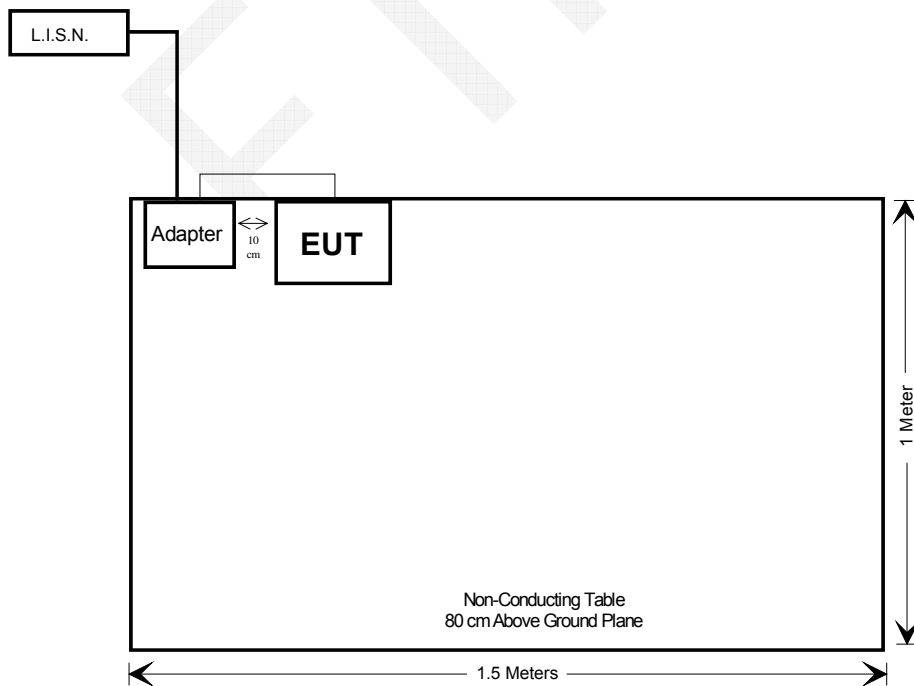 L.I.S.N.
Adapter
10
cm
EUT
1 Meter
Non-Conducting Table
80 cm Above Ground Plane
1.5 Meters